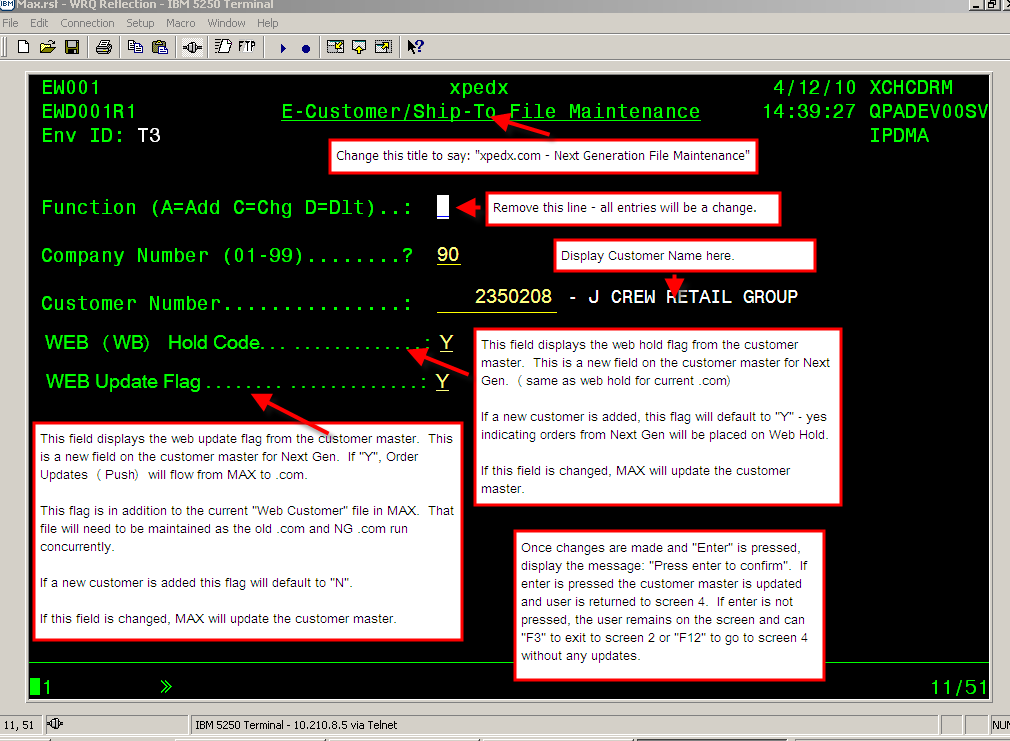 Max.rsf - WRQ Reflection - IBM 5250 Terminal
File Edit Connection Setup Macro Window Help
FTP
EW001 xpedx 4/12/10 XCHCDRM
EWD001R1 E-Customer/Ship-To File Maintenance 14:39:27 QPADEV00SV
Env ID: T3 IPDMA
Change this title to say: "xpedx.com - Next Generation File Maintenance"
Function (A=Add C=Chg D=Dlt)..:
Remove this line - all entries will be a change.
Company Number (01-99)........? 90
Display Customer Name here.
Customer Number...............: 2350208 - J CREW RETAIL GROUP
WEB (WB) Hold Code... ...............: Y
WEB Update Flag ........ .............: Y
This field displays the web hold flag from the customer
master. This is a new field on the customer master for Next
Gen. ( same as web hold for current .com)
If a new customer is added, this flag will default to "Y" - yes
indicating orders from Next Gen will be placed on Web Hold.
If this field is changed, MAX will update the customer
master.
This field displays the web update flag from the customer master. This
is a new field on the customer master for Next Gen. If "Y", Order
Updates ( Push) will flow from MAX to .com.
This flag is in addition to the current "Web Customer" file in MAX. That
file will need to be maintained as the old .com and NG .com run
concurrently.
If a new customer is added this flag will default to "N".
If this field is changed, MAX will update the customer master.
Once changes are made and "Enter" is pressed,
display the message: "Press enter to confirm". If
enter is pressed the customer master is updated
and user is returned to screen 4. If enter is not
pressed, the user remains on the screen and can
"F3" to exit to screen 2 or "F12" to go to screen 4
without any updates.
1 » 11/51
11, 51 IBM 5250 Terminal - 10.210.8.5 via Telnet NUM